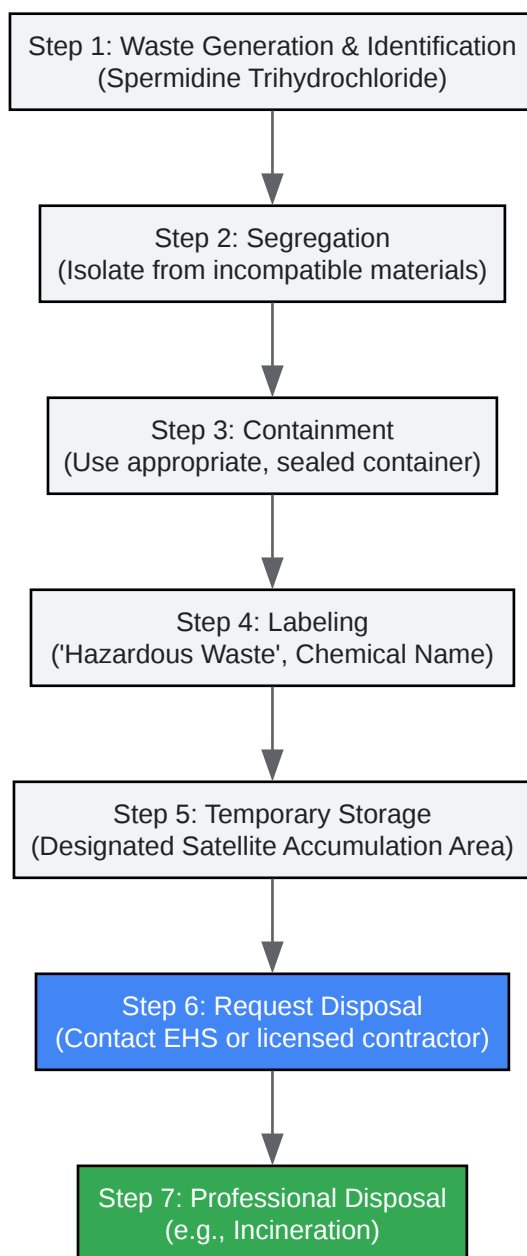 Step 1: Waste Generation & Identification
(Spermidine Trihydrochloride)
Step 2: Segregation
(Isolate from incompatible materials)
Step 3: Containment
(Use appropriate, sealed container)
Step 4: Labeling
('Hazardous Waste', Chemical Name)
Step 5: Temporary Storage
(Designated Satellite Accumulation Area)
Step 6: Request Disposal
(Contact EHS or licensed contractor)
Step 7: Professional Disposal
(e.g., Incineration)